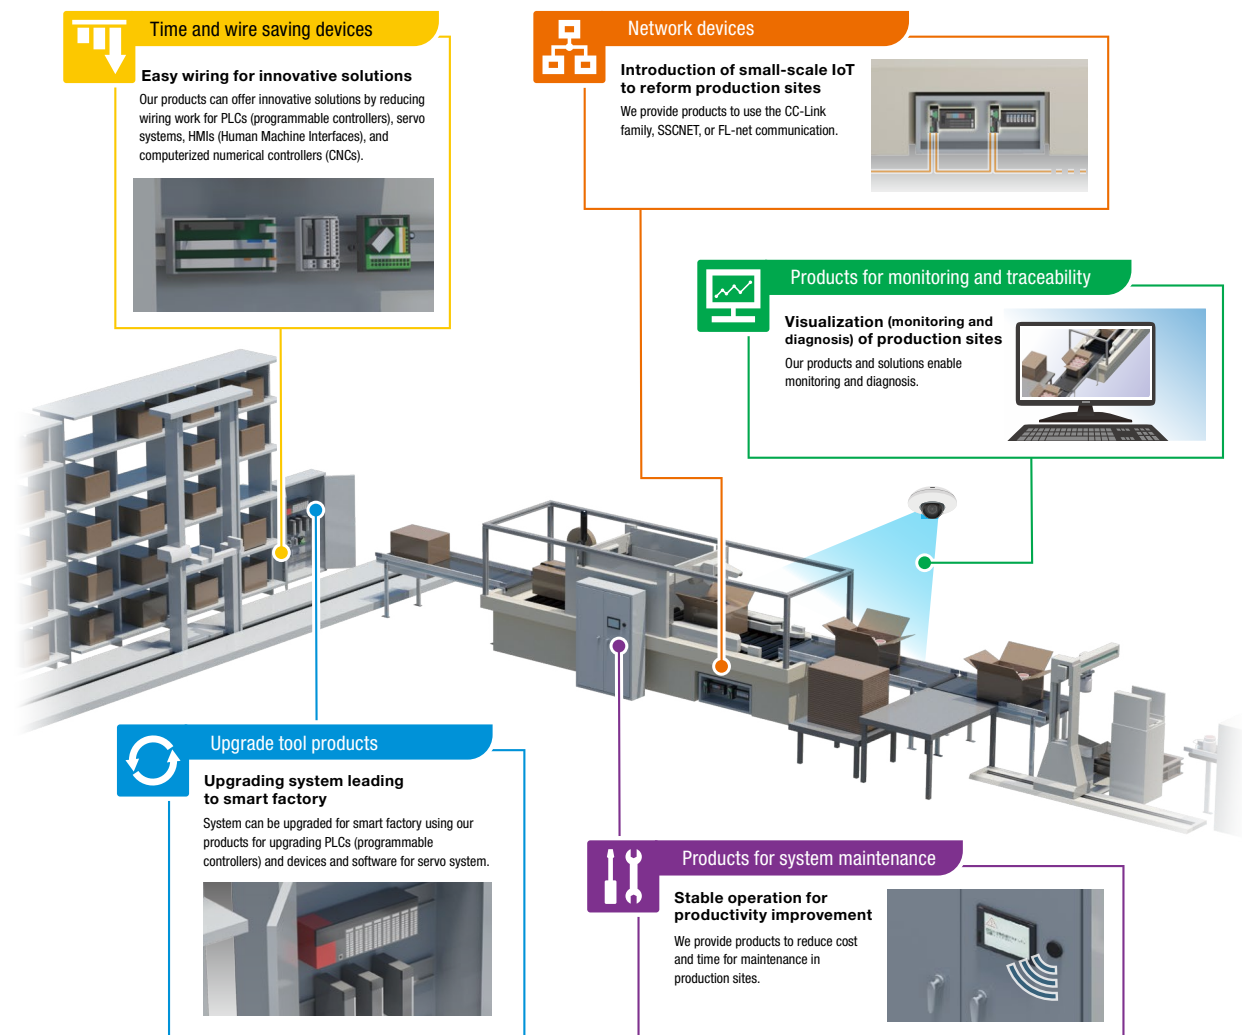 Time and wire saving devices
Easy wiring for innovative solutions
Our products can offer innovative solutions by reducing
wiring work for PLCs (programmable controllers), servo
systems, HMIs (Human Machine Interfaces), and
computerized numerical controllers (CNCs).
Network devices
Introduction of small-scale IoT
to reform production sites
We provide products to use the CC-Link
family, SSCNET, or FL-net communication.
Products for monitoring and traceability
Visualization (monitoring and
diagnosis) of production sites
Our products and solutions enable
monitoring and diagnosis.
Upgrade tool products
Upgrading system leading
to smart factory
System can be upgraded for smart factory using our
products for upgrading PLCs (programmable
controllers) and devices and software for servo system.
Products for system maintenance
Stable operation for
productivity improvement
We provide products to reduce cost
and time for maintenance in
production sites.